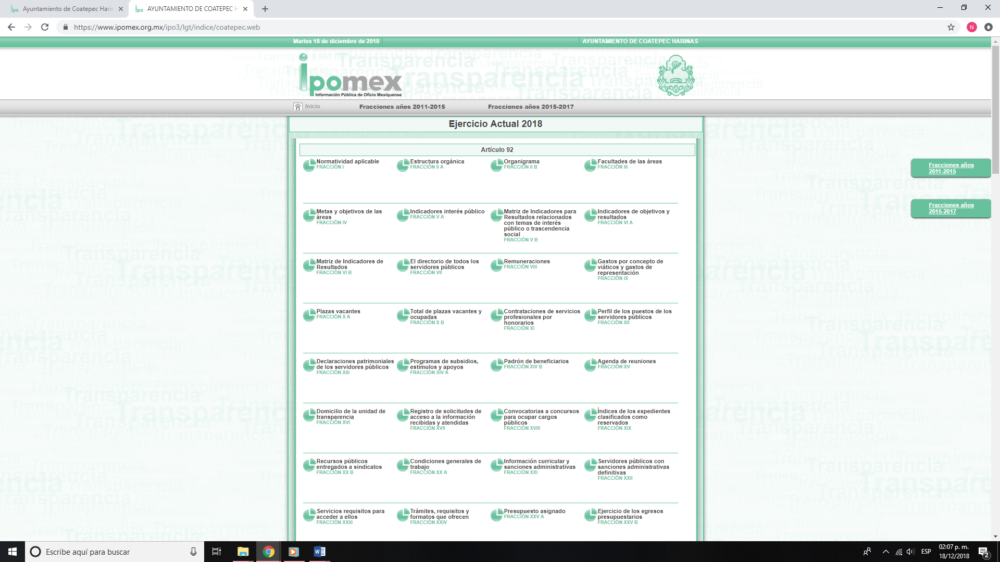 Ayuntamiento de Coatepec Harin
AYUNTAMIENTO DE COATEPEC H
https://www.ipomex.org.mx/ipo3/lgt/indice/coatepec.web
N
Martes 18 de diciembre de 2018
AYUNTAMIENTO DE COATEPEC HARINAS
ipomex
Información Pública de Oficio Mexiquense
Transparencia
Inicio
Fracciones años 2011-2015
Fracciones años 2015-2017
Ejercicio Actual 2018
Artículo 92
Normatividad aplicable
FRACCIÓN I
Estructura orgánica
FRACCIÓN II A
Organigrama
FRACCIÓN II B
Facultades de las áreas
FRACCIÓN III
Fracciones años
2011-2015
Fracciones años
2015-2017
Metas y objetivos de las
áreas
FRACCIÓN IV
Indicadores interés público
FRACCIÓN V A
Matriz de Indicadores para
Resultados relacionados
con temas de interés
público o trascendencia
social
FRACCIÓN V B
Indicadores de objetivos y
resultados
FRACCIÓN VI A
Matriz de Indicadores de
Resultados
FRACCIÓN VI B
El directorio de todos los
servidores públicos
FRACCIÓN VII
Remuneraciones
FRACCIÓN VIII
Gastos por concepto de
viáticos y gastos de
representación
FRACCIÓN IX
Plazas vacantes
FRACCIÓN X A
Total de plazas vacantes y
ocupadas
FRACCIÓN X B
Contrataciones de servicios
profesionales por
honorarios
FRACCIÓN XI
Perfil de los puestos de los
servidores públicos
FRACCIÓN XII
Declaraciones patrimoniales
de los servidores públicos
FRACCIÓN XIII
Programas de subsidios,
estímulos y apoyos
FRACCIÓN XIV A
Padrón de beneficiarios
FRACCIÓN XIV B
Agenda de reuniones
FRACCIÓN XV
Domicilio de la unidad de
transparencia
FRACCIÓN XVI
Registro de solicitudes de
acceso a la información
recibidas y atendidas
FRACCIÓN XVII
Convocatorias a concursos
para ocupar cargos
públicos
FRACCIÓN XVIII
Índices de los expedientes
clasificados como
reservados
FRACCIÓN XIX
Recursos públicos
entregados a sindicatos
FRACCIÓN XX B
Condiciones generales de
trabajo
FRACCIÓN XX A
Información curricular y
sanciones administrativas
FRACCIÓN XXI
Servidores públicos con
sanciones administrativas
definitivas
FRACCIÓN XXII
Servicios requisitos para
acceder a ellos
FRACCIÓN XXIII
Trámites, requisitos y
formatos que ofrecen
FRACCIÓN XXIV
Presupuesto asignado
FRACCIÓN XXV A
Ejercicio de los egresos
presupuestarios
FRACCIÓN XXV B
Escribe aquí para buscar
ESP
02:07 p. m.
18/12/2018
2